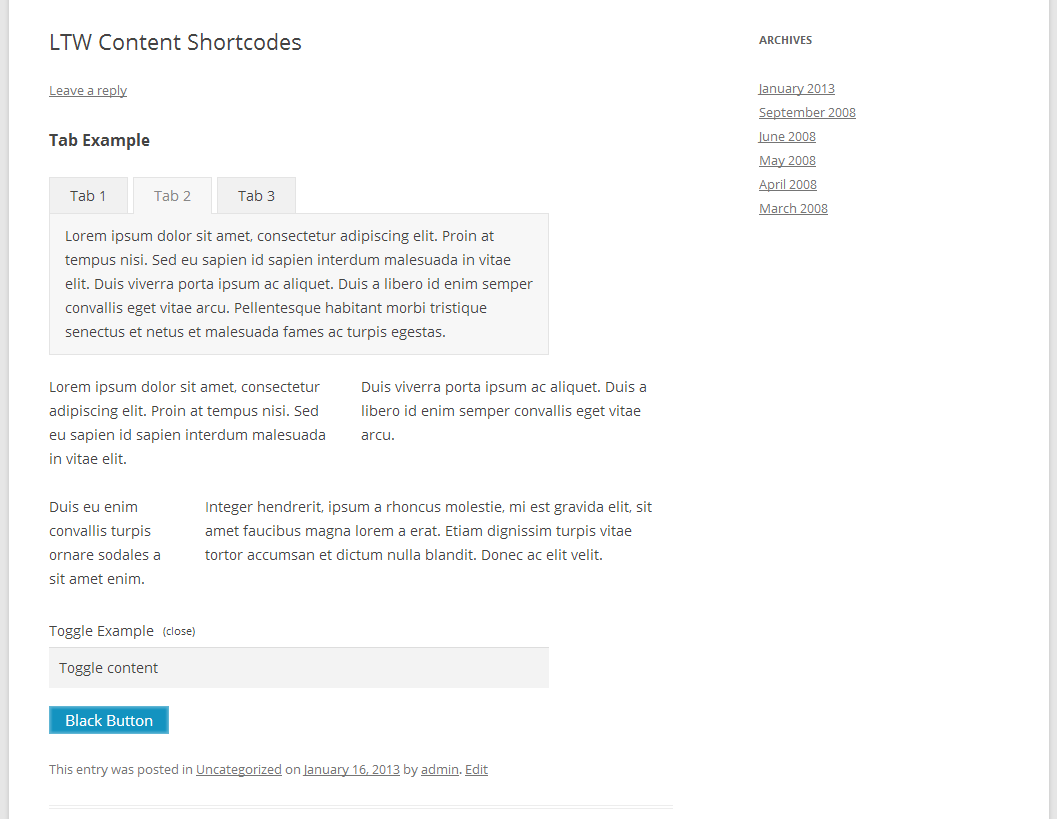 LTW Content Shortcodes
Leave a reply
Tab Example
Tab 1 Tab 2 Tab 3
Lorem ipsum dolor sit amet, consectetur adipiscing elit. Proin at
tempus nisi. Sed eu sapien id sapien interdum malesuada in vitae
elit. Duis viverra porta ipsum ac aliquet. Duis a libero id enim semper
convallis eget vitae arcu. Pellentesque habitant morbi tristique
senectus et netus et malesuada fames ac turpis egestas.
Lorem ipsum dolor sit amet, consectetur
adipiscing elit. Proin at tempus nisi. Sed
eu sapien id sapien interdum malesuada
in vitae elit.
Duis viverra porta ipsum ac aliquet. Duis a
libero id enim semper convallis eget vitae
arcu.
Duis eu enim
convallis turpis
ornare sodales a
sit amet enim.
Integer hendrerit, ipsum a rhoncus molestie, mi est gravida elit, sit
amet faucibus magna lorem a erat. Etiam dignissim turpis vitae
tortor accumsan et dictum nulla blandit. Donec ac elit velit.
Toggle Example (close)
Toggle content
Black Button
This entry was posted in Uncategorized on January 16, 2013 by admin. Edit
ARCHIVES
January 2013
September 2008
June 2008
May 2008
April 2008
March 2008